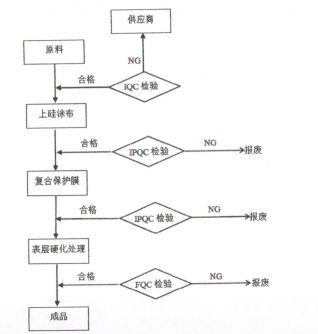 供应商
原料
NG
合格
IQC 检验
上硅涂布
合格
IPQC 检验
NG
报废
复合保护膜
合格
IPQC 检验
NG
报废
表层硬化处理
合格
FQC 检验
NG
报废
成品